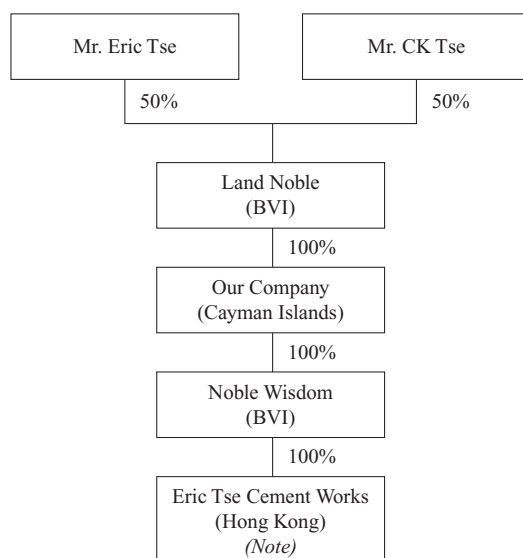 Mr. Eric Tse
Mr. CK Tse
50%
50%
Land Noble
(BVI)
100%
Our Company
(Cayman Islands)
100%
Noble Wisdom
(BVI)
100%
Eric Tse Cement Works
(Hong Kong)
(Note)